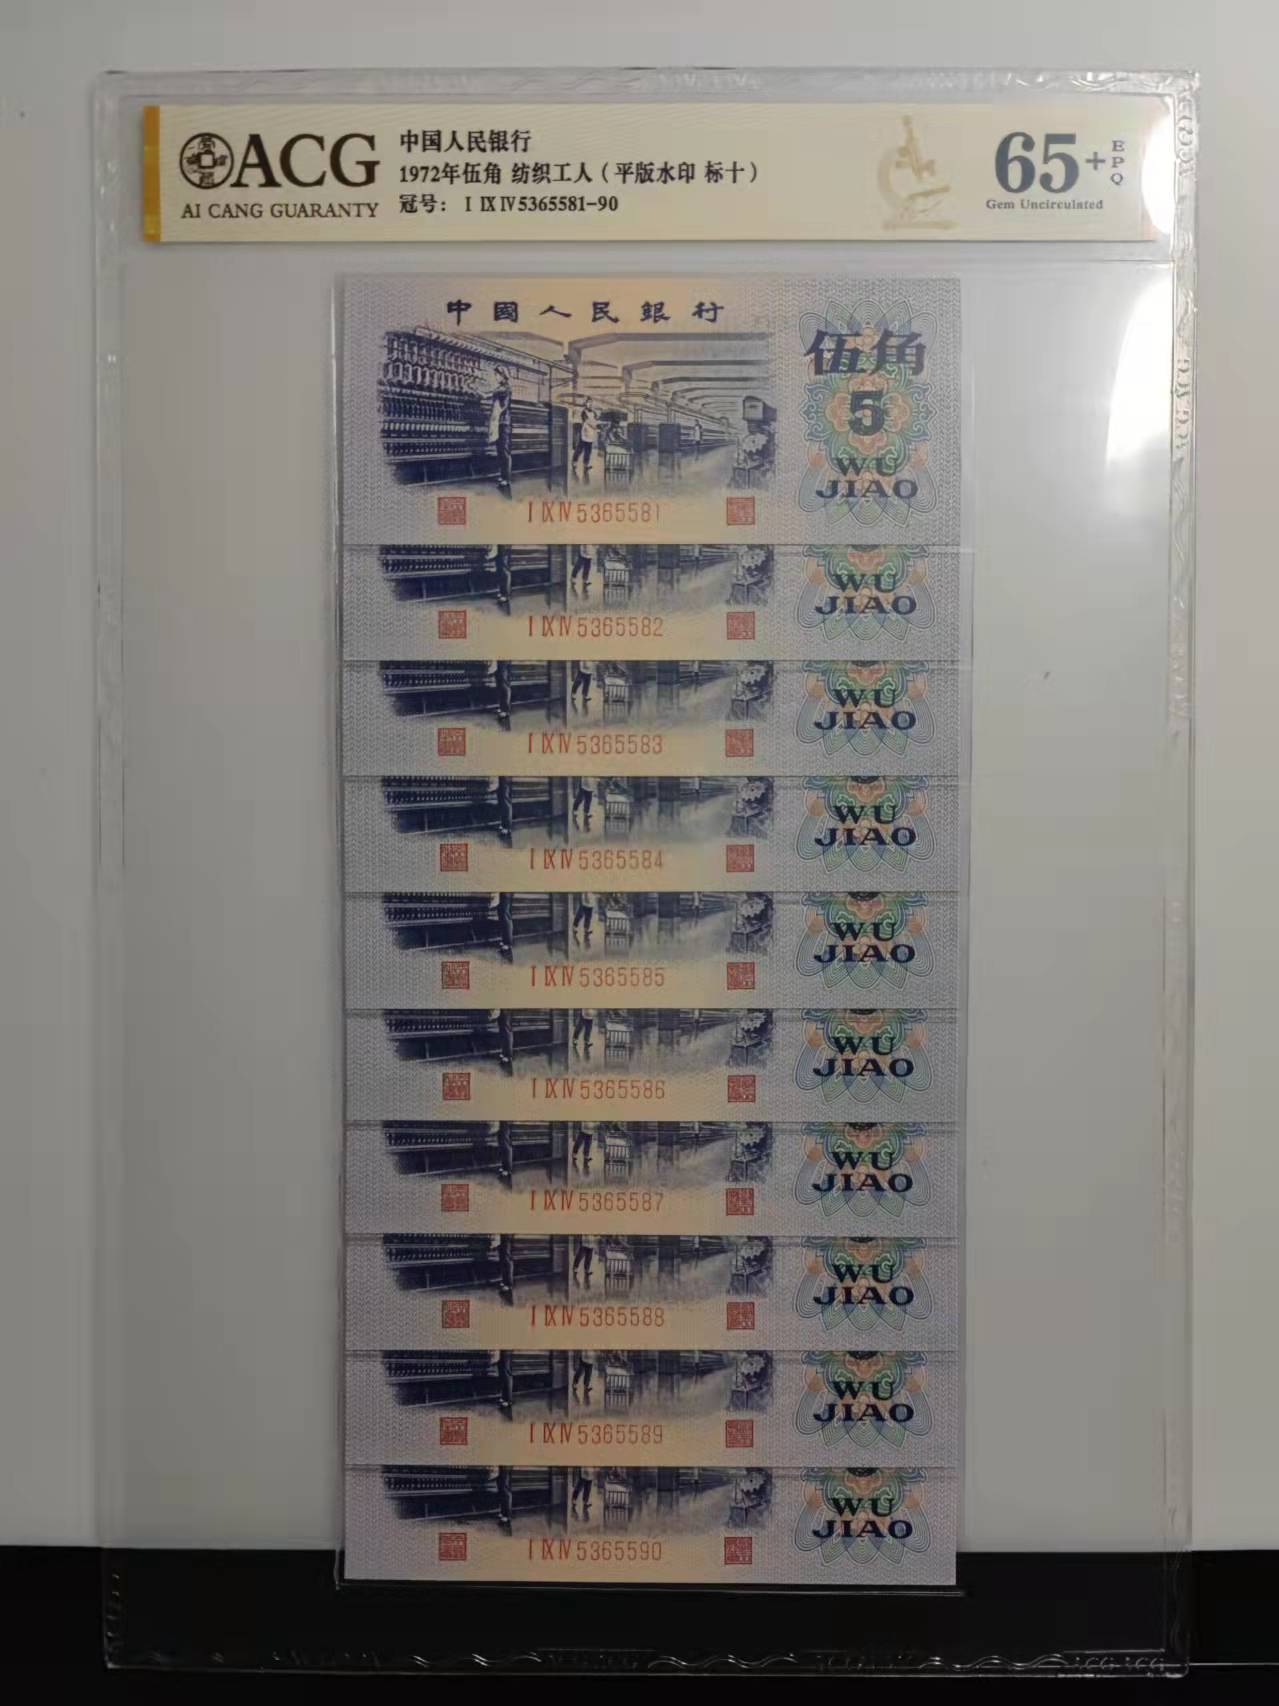 ACG
AI CANG GUARANTY
中国人民银行
1972年伍角 纺织工人（平版水印 标十）
冠号： I IX IV 5365581-90
65+
EPQ
Gem Uncirculated
中國人民銀行
伍角
5
WU
JIAO
I IX IV 5365581
WU
JIAO
I IX IV 5365582
WU
JIAO
I IX IV 5365583
WU
JIAO
I IX IV 5365584
WU
JIAO
I IX IV 5365585
WU
JIAO
I IX IV 5365586
WU
JIAO
I IX IV 5365587
WU
JIAO
I IX IV 5365588
WU
JIAO
I IX IV 5365589
WU
JIAO
I IX IV 5365590